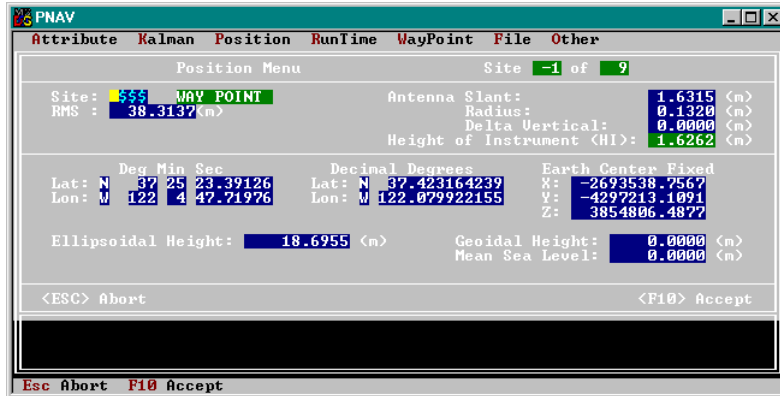 PNAV
Attribute Kalman Position RunTime WayPoint File Other
Position Menu Site -1 of 9
Site: $$$ WAY POINT Antenna Slant: 1.6315 (m)
RMS : 38.3137(m) Radius: 0.1320 (m)
Delta Vertical: 0.0000 (m)
Height of Instrument (HI): 1.6262 (m)
Deg Min Sec Decimal Degrees Earth Center Fixed
Lat: N 37 25 23.39126 Lat: N 37.423164239 X: -2693538.7567
Lon: W 122 4 47.71976 Lon: W 122.079922155 Y: -4297213.1091
Z: 3854806.4877
Ellipsoidal Height: 18.6955 (m) Geoidal Height: 0.0000 (m)
Mean Sea Level: 0.0000 (m)
<ESC> Abort <F10> Accept
Esc Abort F10 Accept